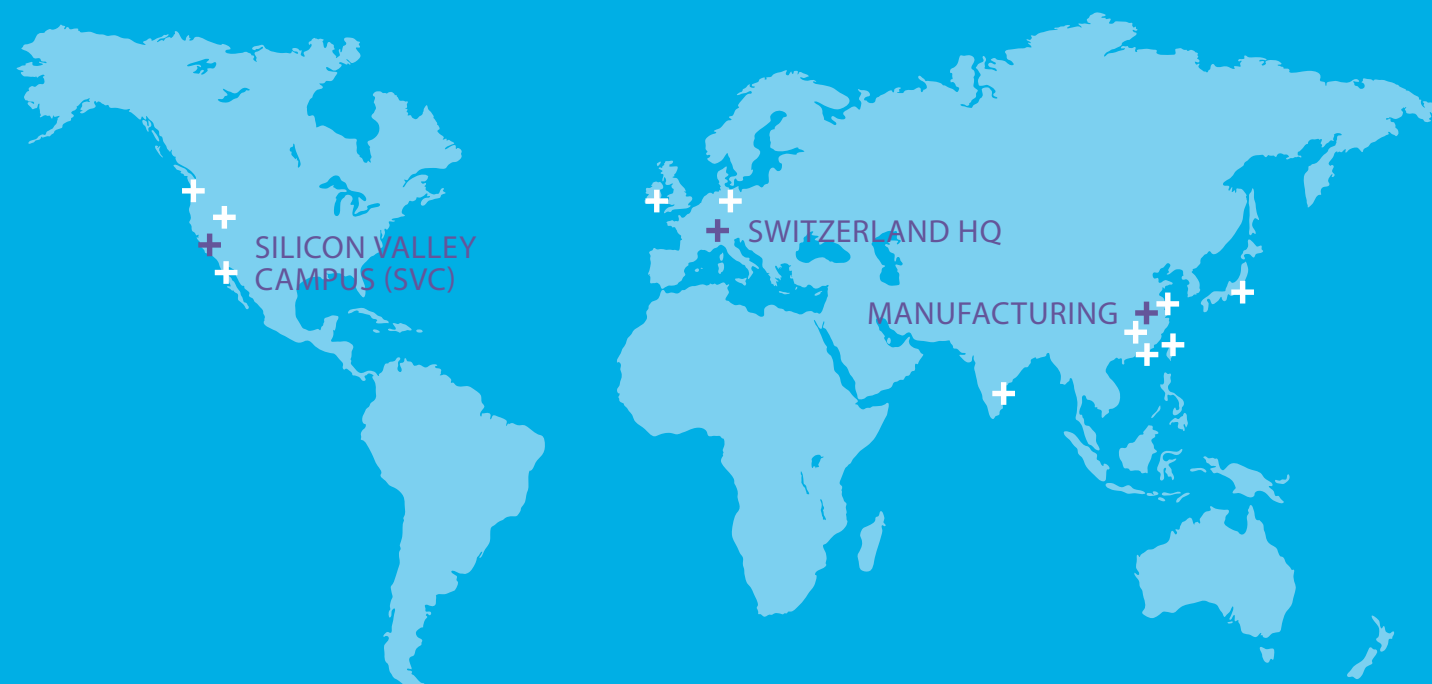 SILICON VALLEY
CAMPUS (SVC)
SWITZERLAND HQ
MANUFACTURING